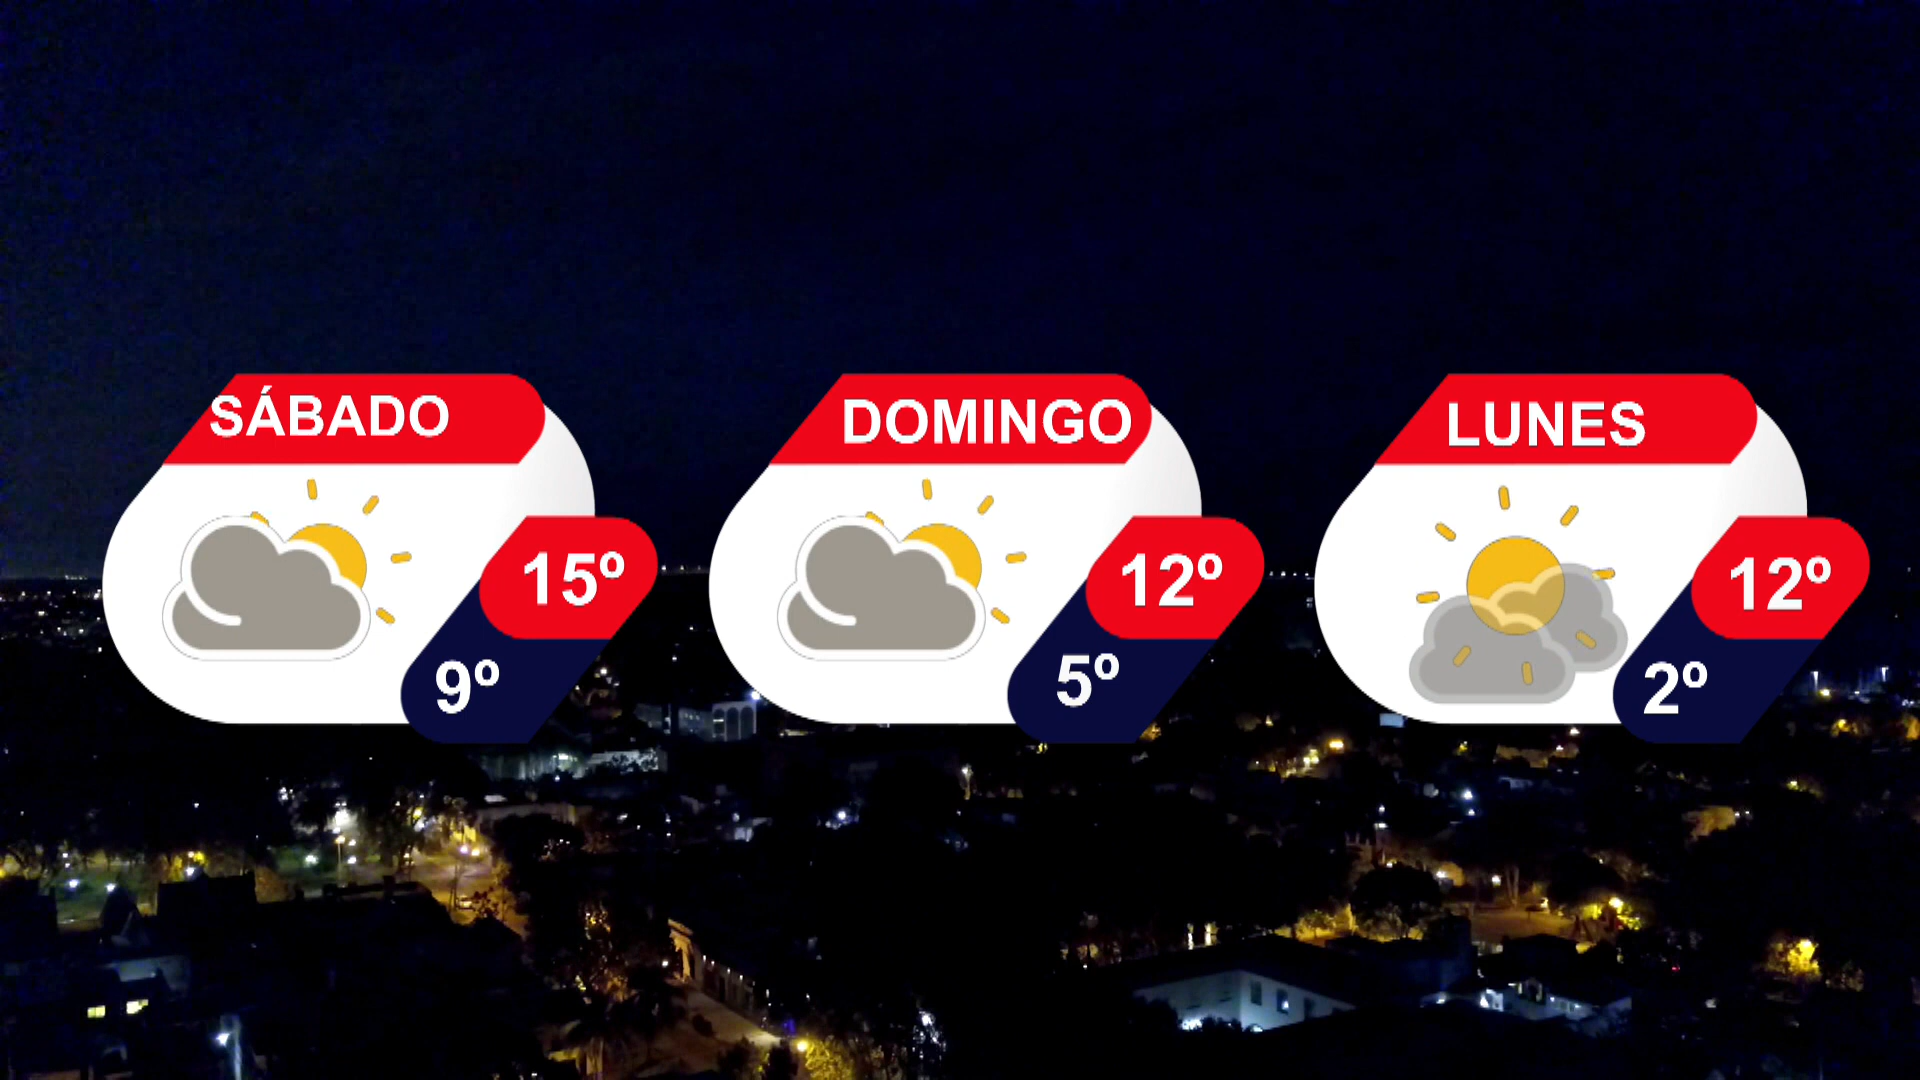 SÁBADO
15º
9º
DOMINGO
12º
5º
LUNES
12º
2º